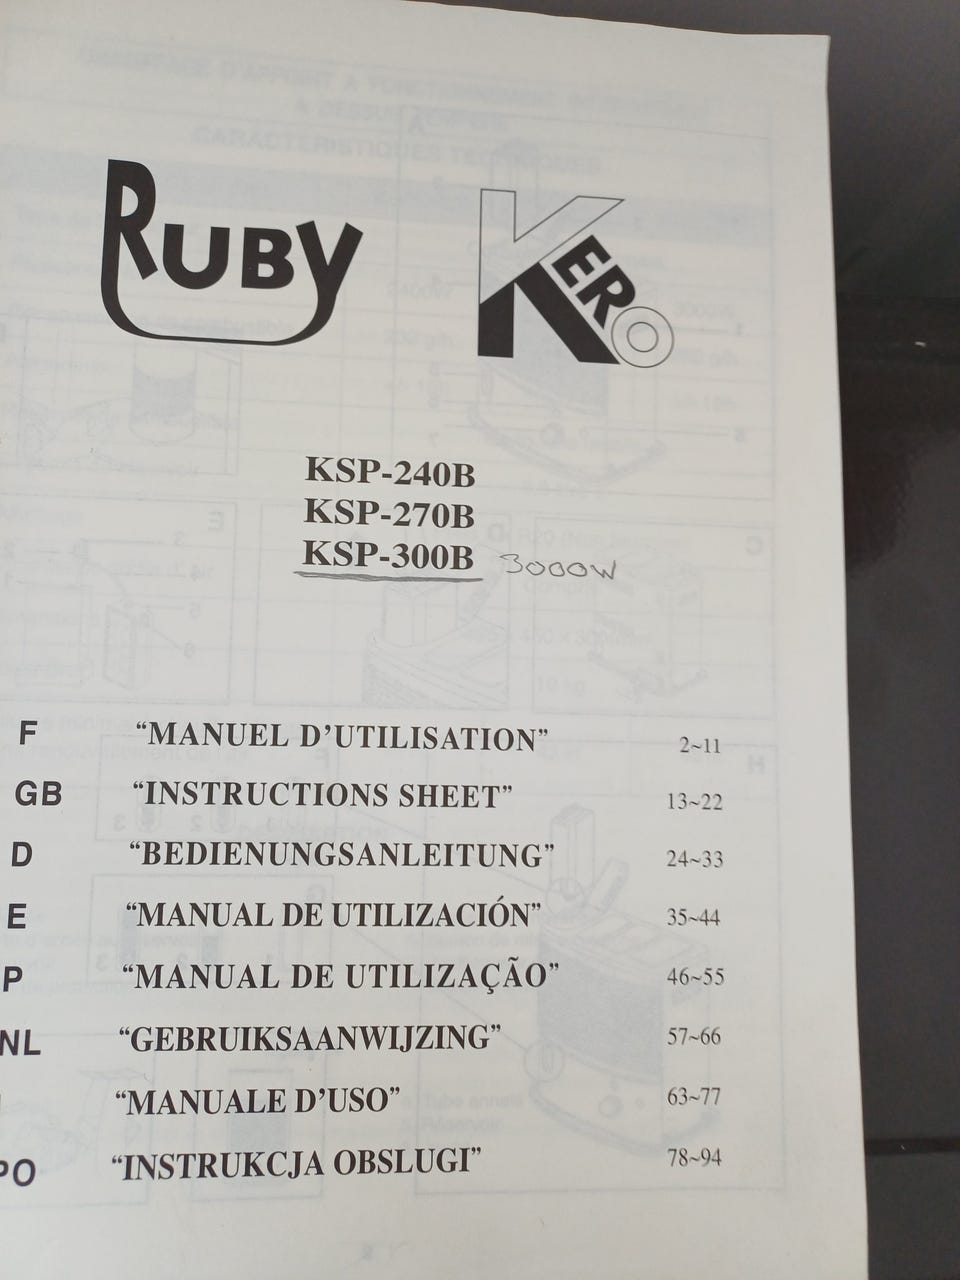 RUBY KERO
KSP-240B
KSP-270B
KSP-300B 3000W
F “MANUEL D’UTILISATION” 2~11
GB “INSTRUCTIONS SHEET” 13~22
D “BEDIENUNGSANLEITUNG” 24~33
E “MANUAL DE UTILIZACIÓN” 35~44
P “MANUAL DE UTILIZAÇÃO” 46~55
NL “GEBRUIKSAANWIJZING” 57~66
“MANUALE D’USO” 63~77
PO “INSTRUKCJA OBSLUGI” 78~94